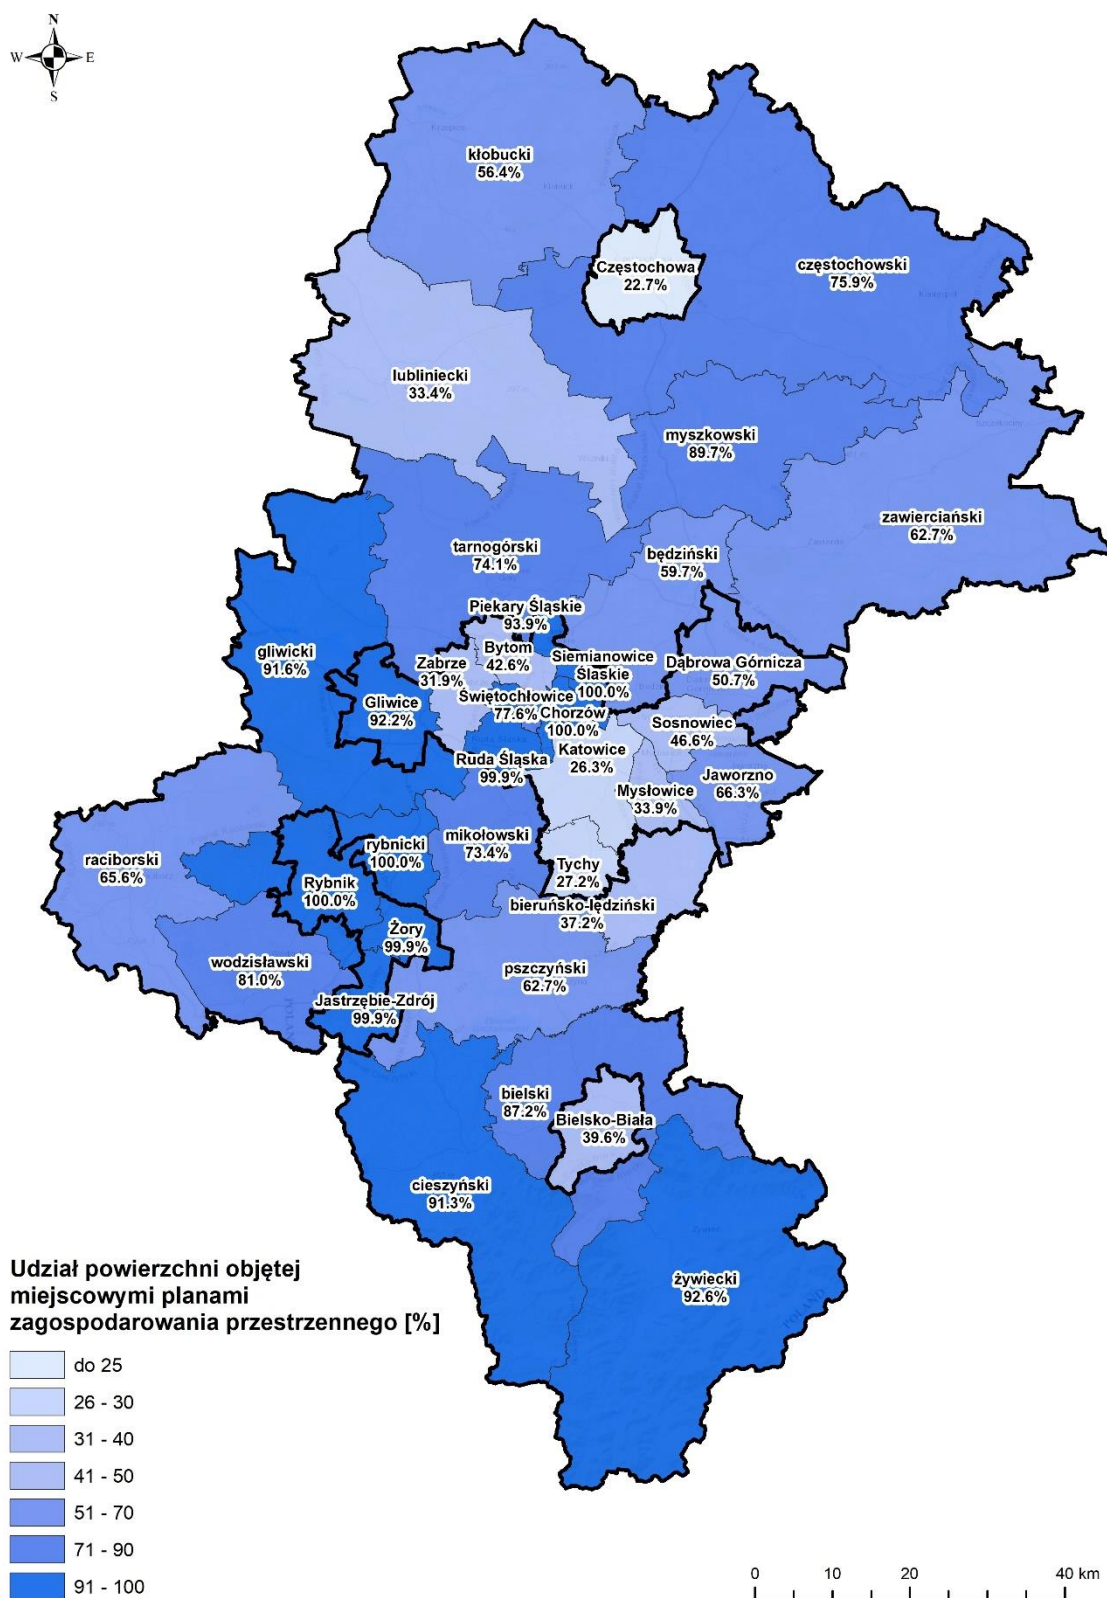 N
W E
S
kłobucki
56.4%
Częstochowa
22.7%
częstochowski
75.9%
lubliniecki
33.4%
myszkowski
89.7%
zawierciański
62.7%
tarnogórski
74.1%
będziński
59.7%
Piekary Śląskie
93.9%
gliwicki
91.6%
Bytom
42.6%
Zabrze
31.9%
Siemianowice
Śląskie
100.0%
Dąbrowa Górnicza
50.7%
Gliwice
92.2%
Świętochłowice
77.6%
Chorzów
100.0%
Sosnowiec
46.6%
Katowice
26.3%
Ruda Śląska
99.9%
Jaworzno
66.3%
Mysłowice
33.9%
mikołowski
73.4%
rybnicki
100.0%
raciborski
65.6%
Tychy
27.2%
Rybnik
100.0%
bieruńsko-lędziński
37.2%
Żory
99.9%
wodzisławski
81.0%
pszczyński
62.7%
Jastrzębie-Zdrój
99.9%
bielski
87.2%
Bielsko-Biała
39.6%
cieszyński
91.3%
żywiecki
92.6%
POLAND
Udział powierzchni objętej
miejscowymi planami
zagospodarowania przestrzennego [%]
do 25
26 - 30
31 - 40
41 - 50
51 - 70
71 - 90
91 - 100
0 10 20 40 km